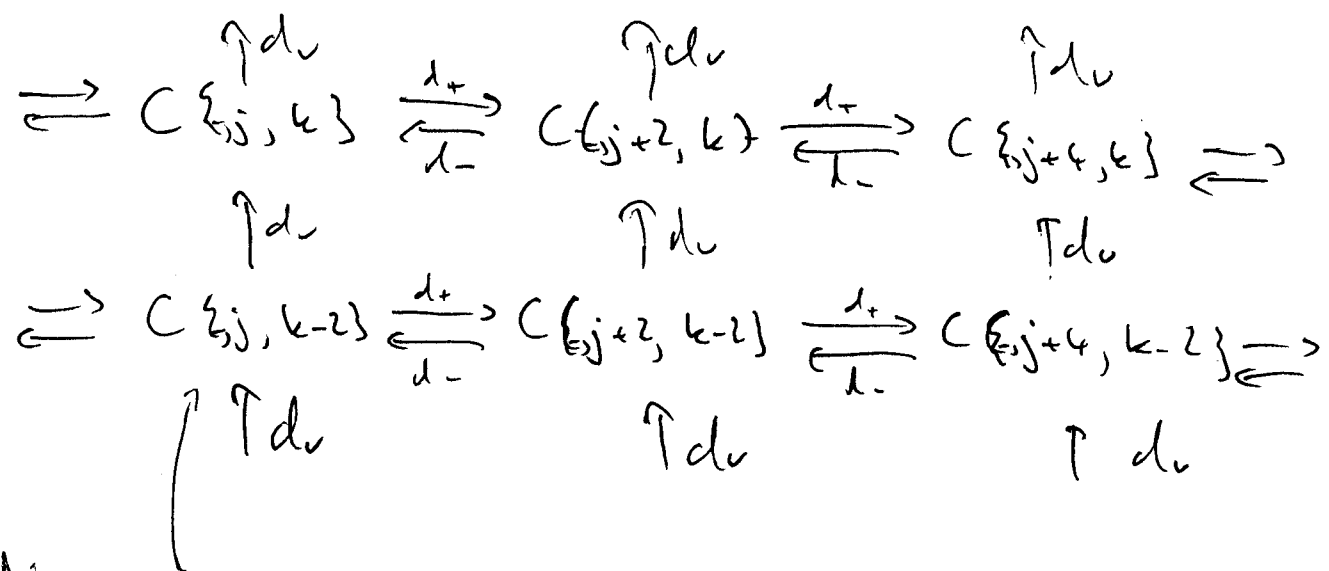 ↑d_v ↑d_v ↑d_v
⇄ C{,j, k} d_+ ⇄ d_- C{,j+2, k} d_+ ⇄ d_- C{,j+4, k} ⇄
↑d_v ↑d_v ↑d_v
⇄ C{,j, k-2} d_+ ⇄ d_- C{,j+2, k-2} d_+ ⇄ d_- C{,j+4, k-2} ⇄
↑d_v ↑d_v ↑d_v